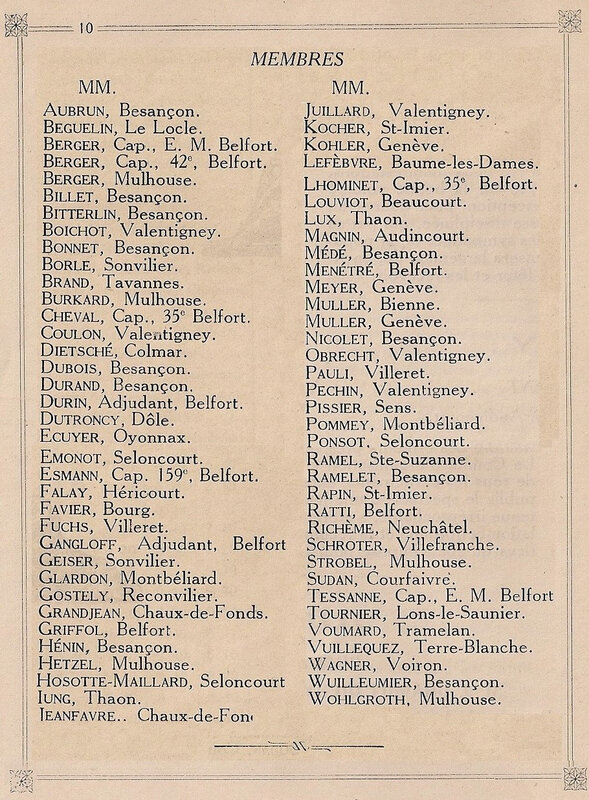 10
MEMBRES
MM.
AUBRUN, Besançon.
BEGUELIN, Le Locle.
BERGER, Cap., E. M. Belfort.
BERGER, Cap., 42e, Belfort.
BERGER, Mulhouse.
BILLET, Besançon.
BITTERLIN, Besançon.
BOICHOT, Valentigney.
BONNET, Besançon.
BORLE, Sonvilier.
BRAND, Tavannes.
BURKARD, Mulhouse.
CHEVAL, Cap., 35e Belfort.
COULON, Valentigney.
DIETSCHÉ, Colmar.
DUBOIS, Besançon.
DURAND, Besançon.
DURIN, Adjudant, Belfort.
DUTRONCY, Dôle.
ECUYER, Oyonnax.
EMONOT, Seloncourt.
ESMANN, Cap. 159e, Belfort.
FALAY, Héricourt.
FAVIER, Bourg.
FUCHS, Villeret.
GANGLOFF, Adjudant, Belfort
GEISER, Sonvilier.
GLARDON, Montbéliard.
GOSTELY, Reconvilier.
GRANDJEAN, Chaux-de-Fonds.
GRIFFOL, Belfort.
HÉNIN, Besançon.
HETZEL, Mulhouse.
HOSOTTE-MAILLARD, Seloncourt
IUNG, Thaon.
JEANFAVRE.. Chaux-de-Fon
MM.
JUILLARD, Valentigney.
KOCHER, St-Imier.
KOHLER, Genève.
LEFÈBVRE, Baume-les-Dames.
LHOMINET, Cap., 35e, Belfort.
LOUVIOT, Beaucourt.
LUX, Thaon.
MAGNIN, Audincourt.
MÉDÉ, Besançon.
MENÉTRÉ, Belfort.
MEYER, Genève.
MULLER, Bienne.
MULLER, Genève.
NICOLET, Besançon.
OBRECHT, Valentigney.
PAULI, Villeret.
PECHIN, Valentigney.
PISSIER, Sens.
POMMEY, Montbéliard.
PONSOT, Seloncourt.
RAMEL, Ste-Suzanne.
RAMELET, Besançon.
RAPIN, St-Imier.
RATTI, Belfort.
RICHÈME, Neuchâtel.
SCHROTER, Villefranche.
STROBEL, Mulhouse.
SUDAN, Courfaivre.
TESSANNE, Cap., E. M. Belfort
TOURNIER, Lons-le-Saunier.
VOUMARD, Tramelan.
VUILLEQUEZ, Terre-Blanche.
WAGNER, Voiron.
WUILLEUMIER, Besançon.
WOHLGROTH, Mulhouse.